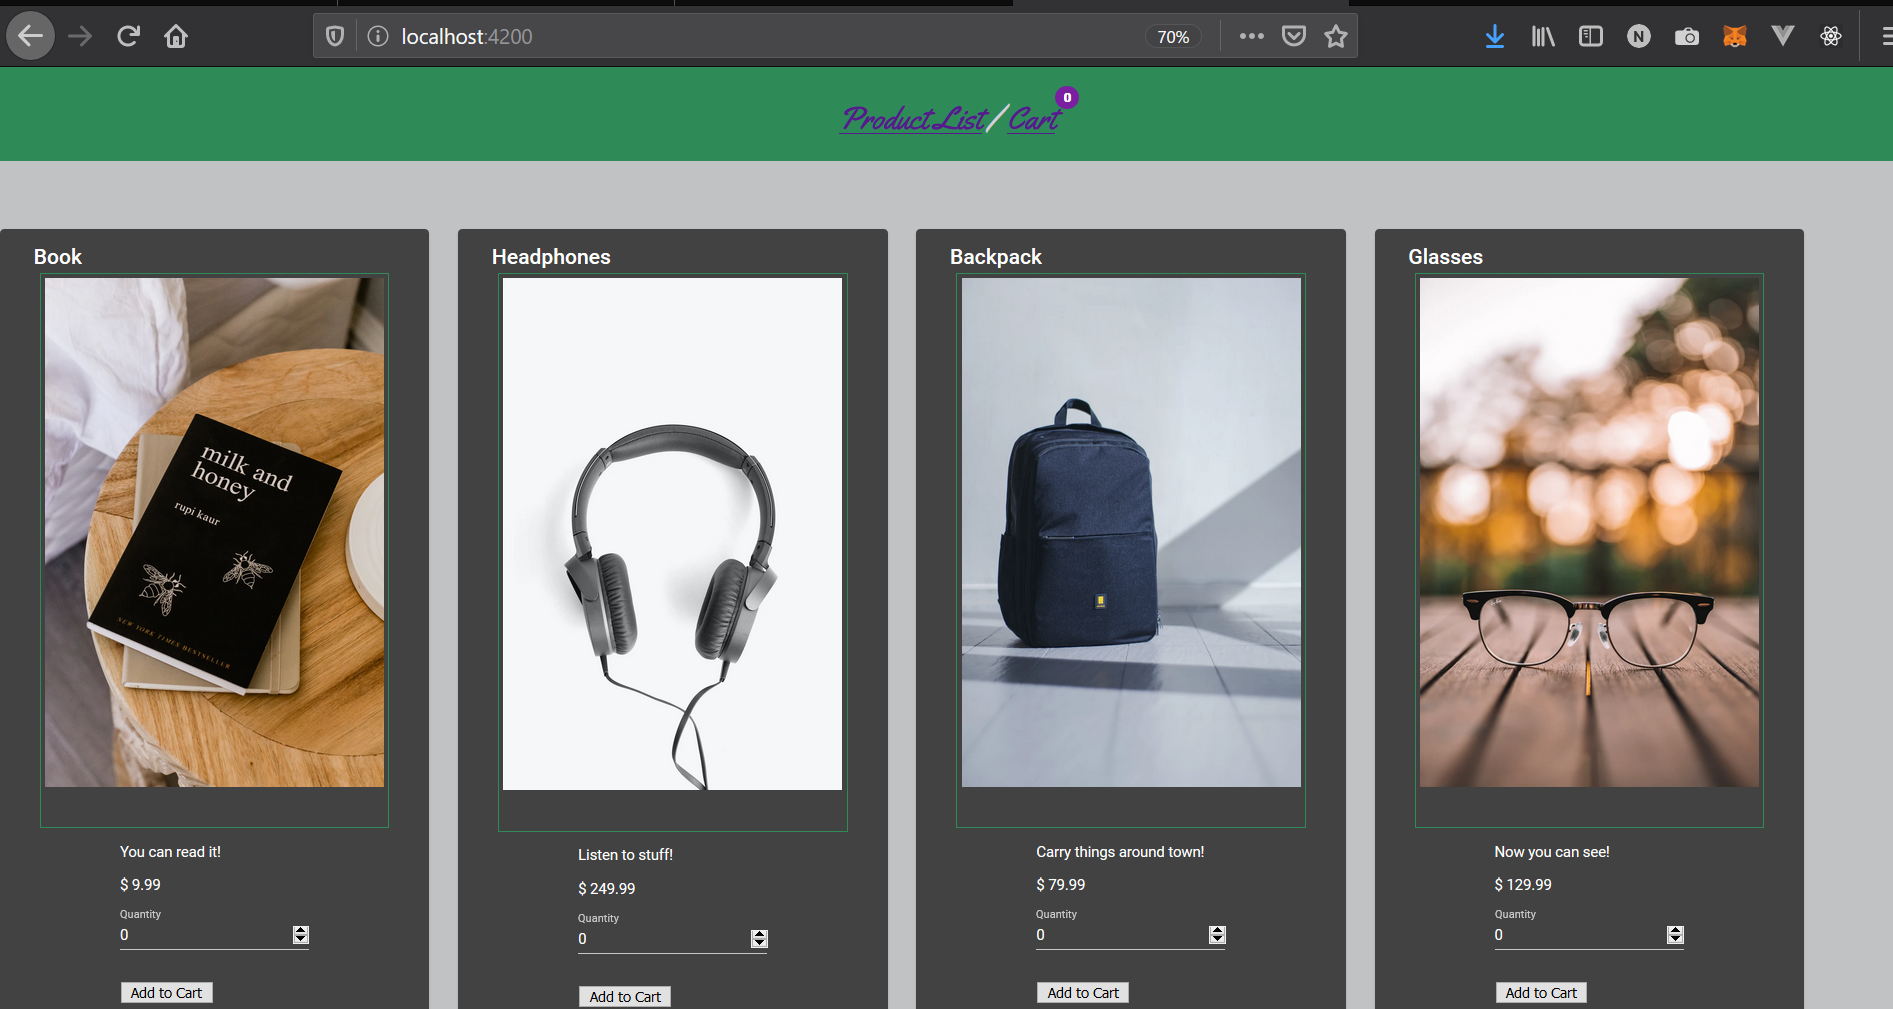 localhost:4200
70%
N
Product List/Cart
0
Book
Headphones
Backpack
Glasses
milk and
honey
rupi kaur
NEW YORK TIMES BESTSELLER
You can read it!
$ 9.99
Quantity
0
Add to Cart
Listen to stuff!
$ 249.99
Quantity
0
Add to Cart
Carry things around town!
$ 79.99
Quantity
0
Add to Cart
Now you can see!
$ 129.99
Quantity
0
Add to Cart